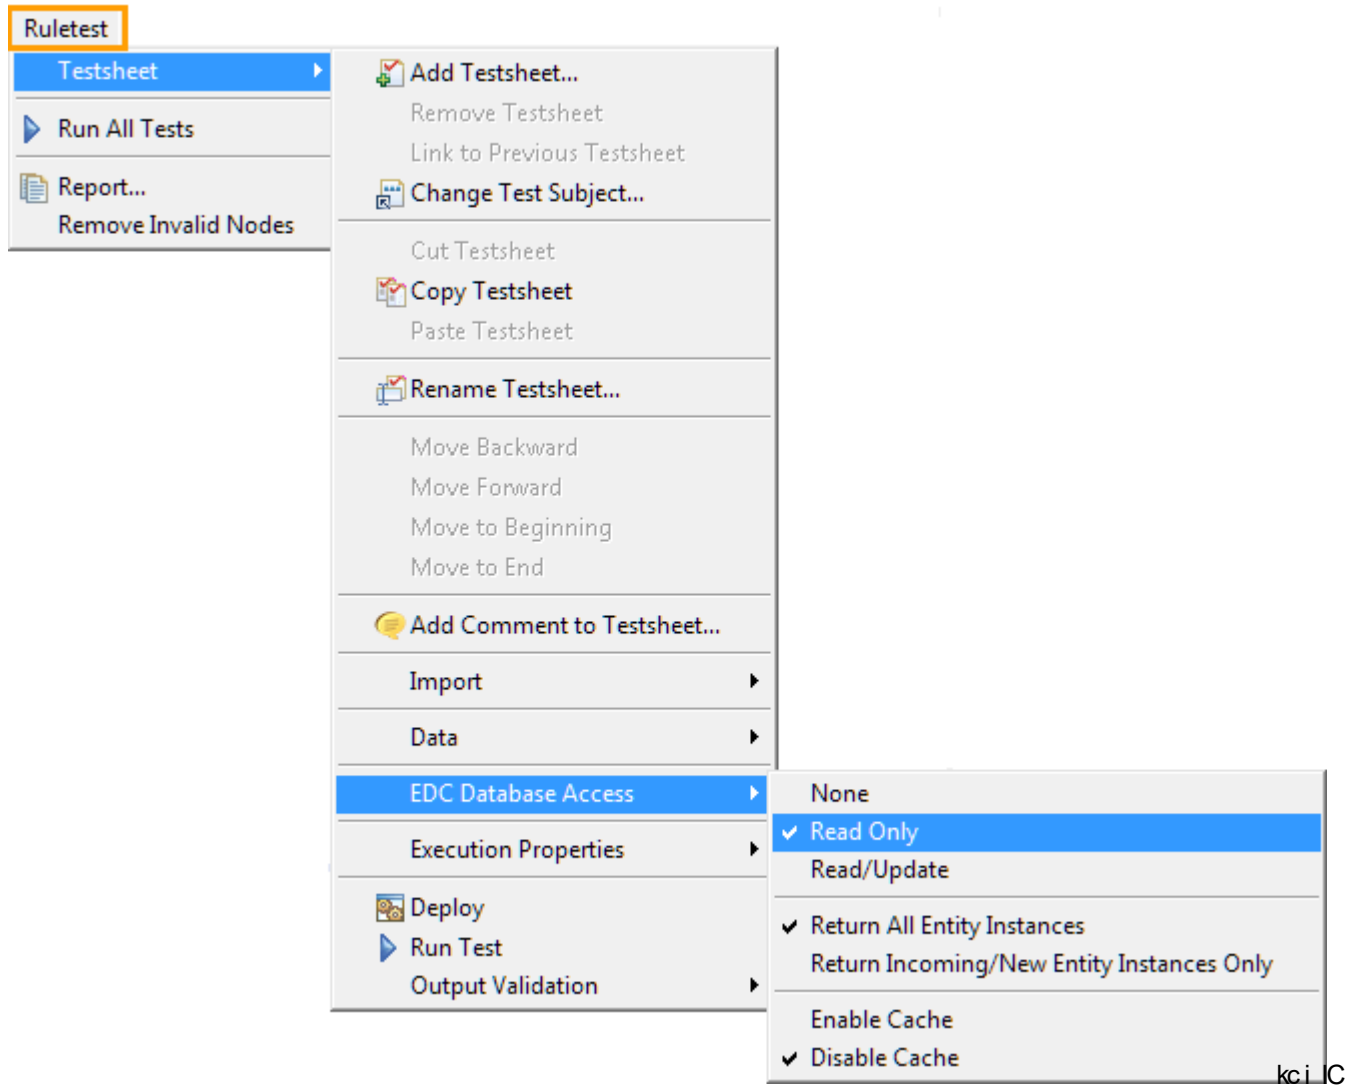 Ruletest
Testsheet
Run All Tests
Report...
Remove Invalid Nodes
Add Testsheet...
Remove Testsheet
Link to Previous Testsheet
Change Test Subject...
Cut Testsheet
Copy Testsheet
Paste Testsheet
Rename Testsheet...
Move Backward
Move Forward
Move to Beginning
Move to End
Add Comment to Testsheet...
Import
Data
EDC Database Access
Execution Properties
Deploy
Run Test
Output Validation
None
Read Only
Read/Update
Return All Entity Instances
Return Incoming/New Entity Instances Only
Enable Cache
Disable Cache